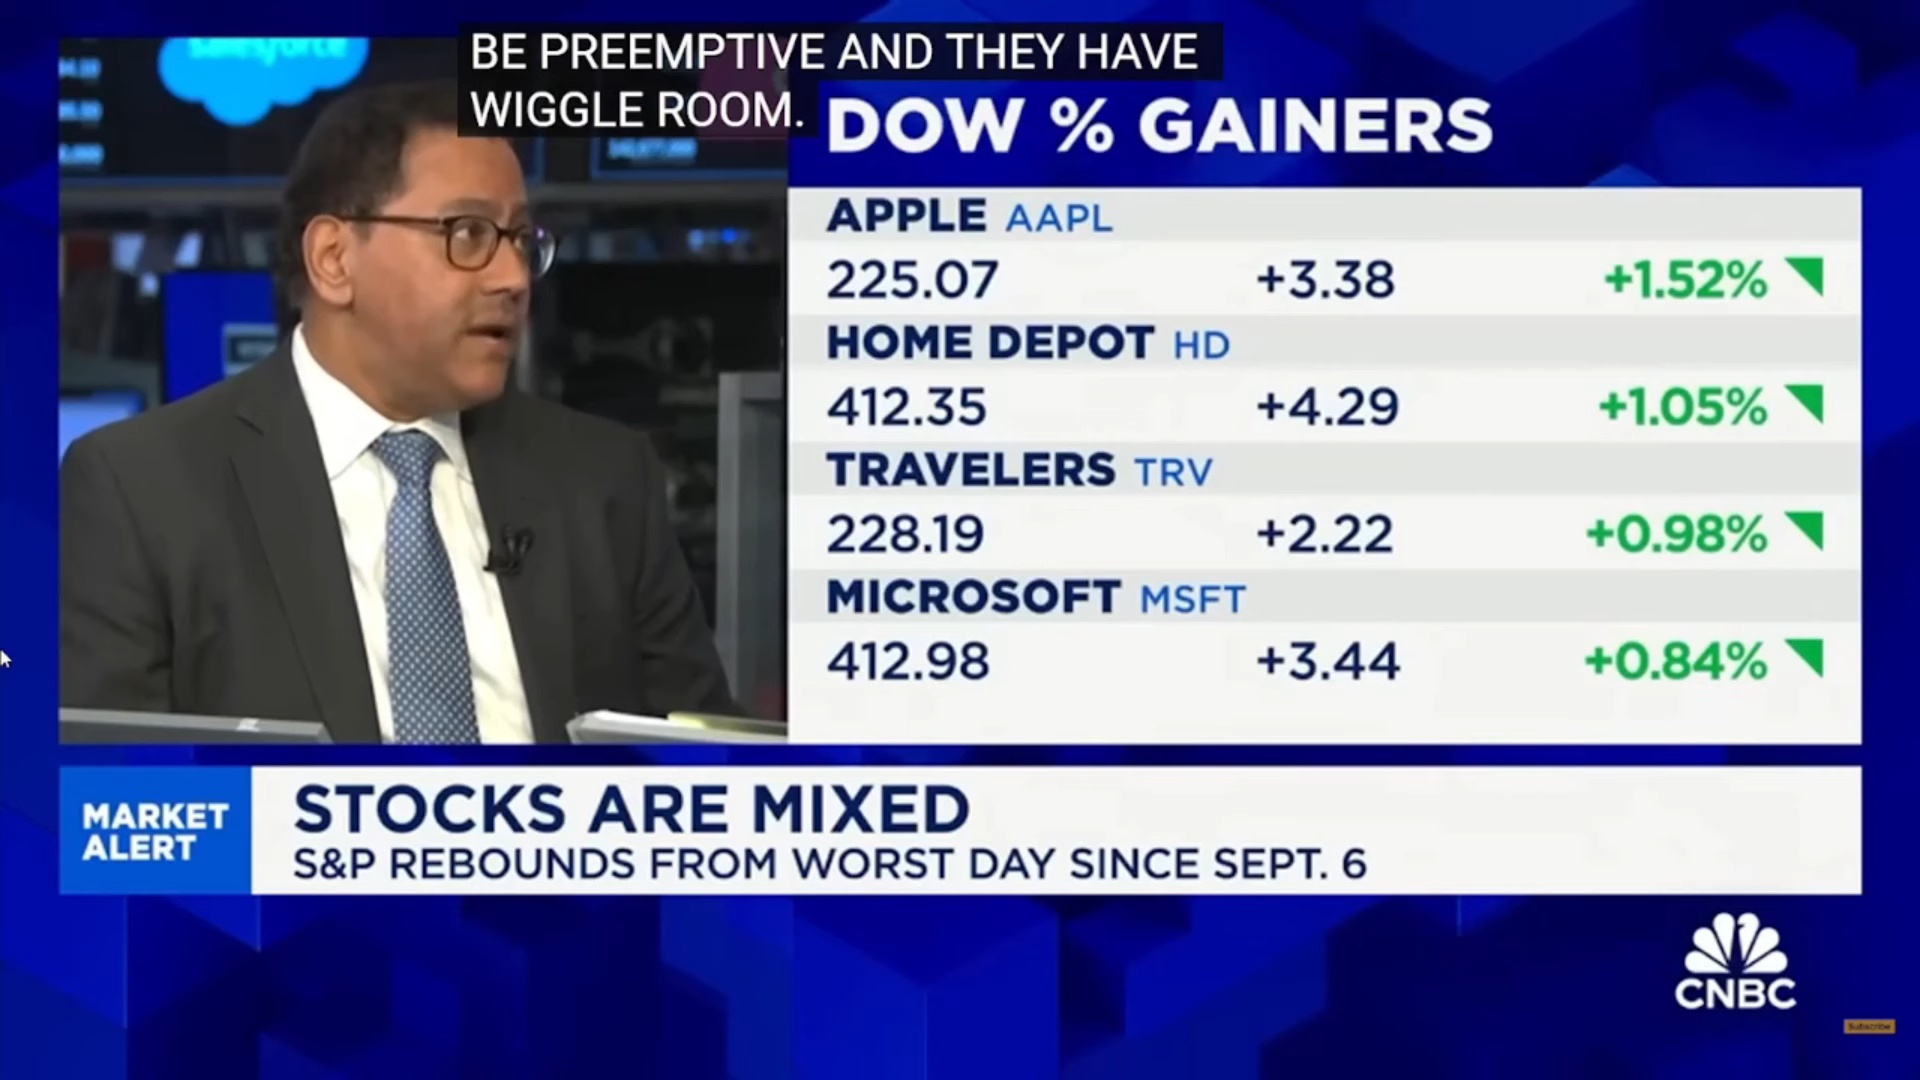 BE PREEMPTIVE AND THEY HAVE
WIGGLE ROOM.
salesforce
DOW % GAINERS
APPLE AAPL
225.07 +3.38 +1.52%
HOME DEPOT HD
412.35 +4.29 +1.05%
TRAVELERS TRV
228.19 +2.22 +0.98%
MICROSOFT MSFT
412.98 +3.44 +0.84%
MARKET
ALERT
STOCKS ARE MIXED
S&P REBOUNDS FROM WORST DAY SINCE SEPT. 6
CNBC
Subscribe